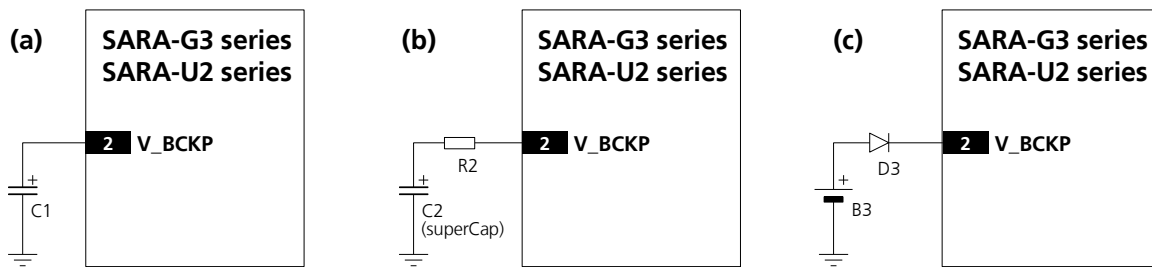 (a)
SARA-G3 series
SARA-U2 series
2 V_BCKP
+
C1
(b)
SARA-G3 series
SARA-U2 series
2 V_BCKP
R2
+
C2
(superCap)
(c)
SARA-G3 series
SARA-U2 series
2 V_BCKP
D3
+
B3